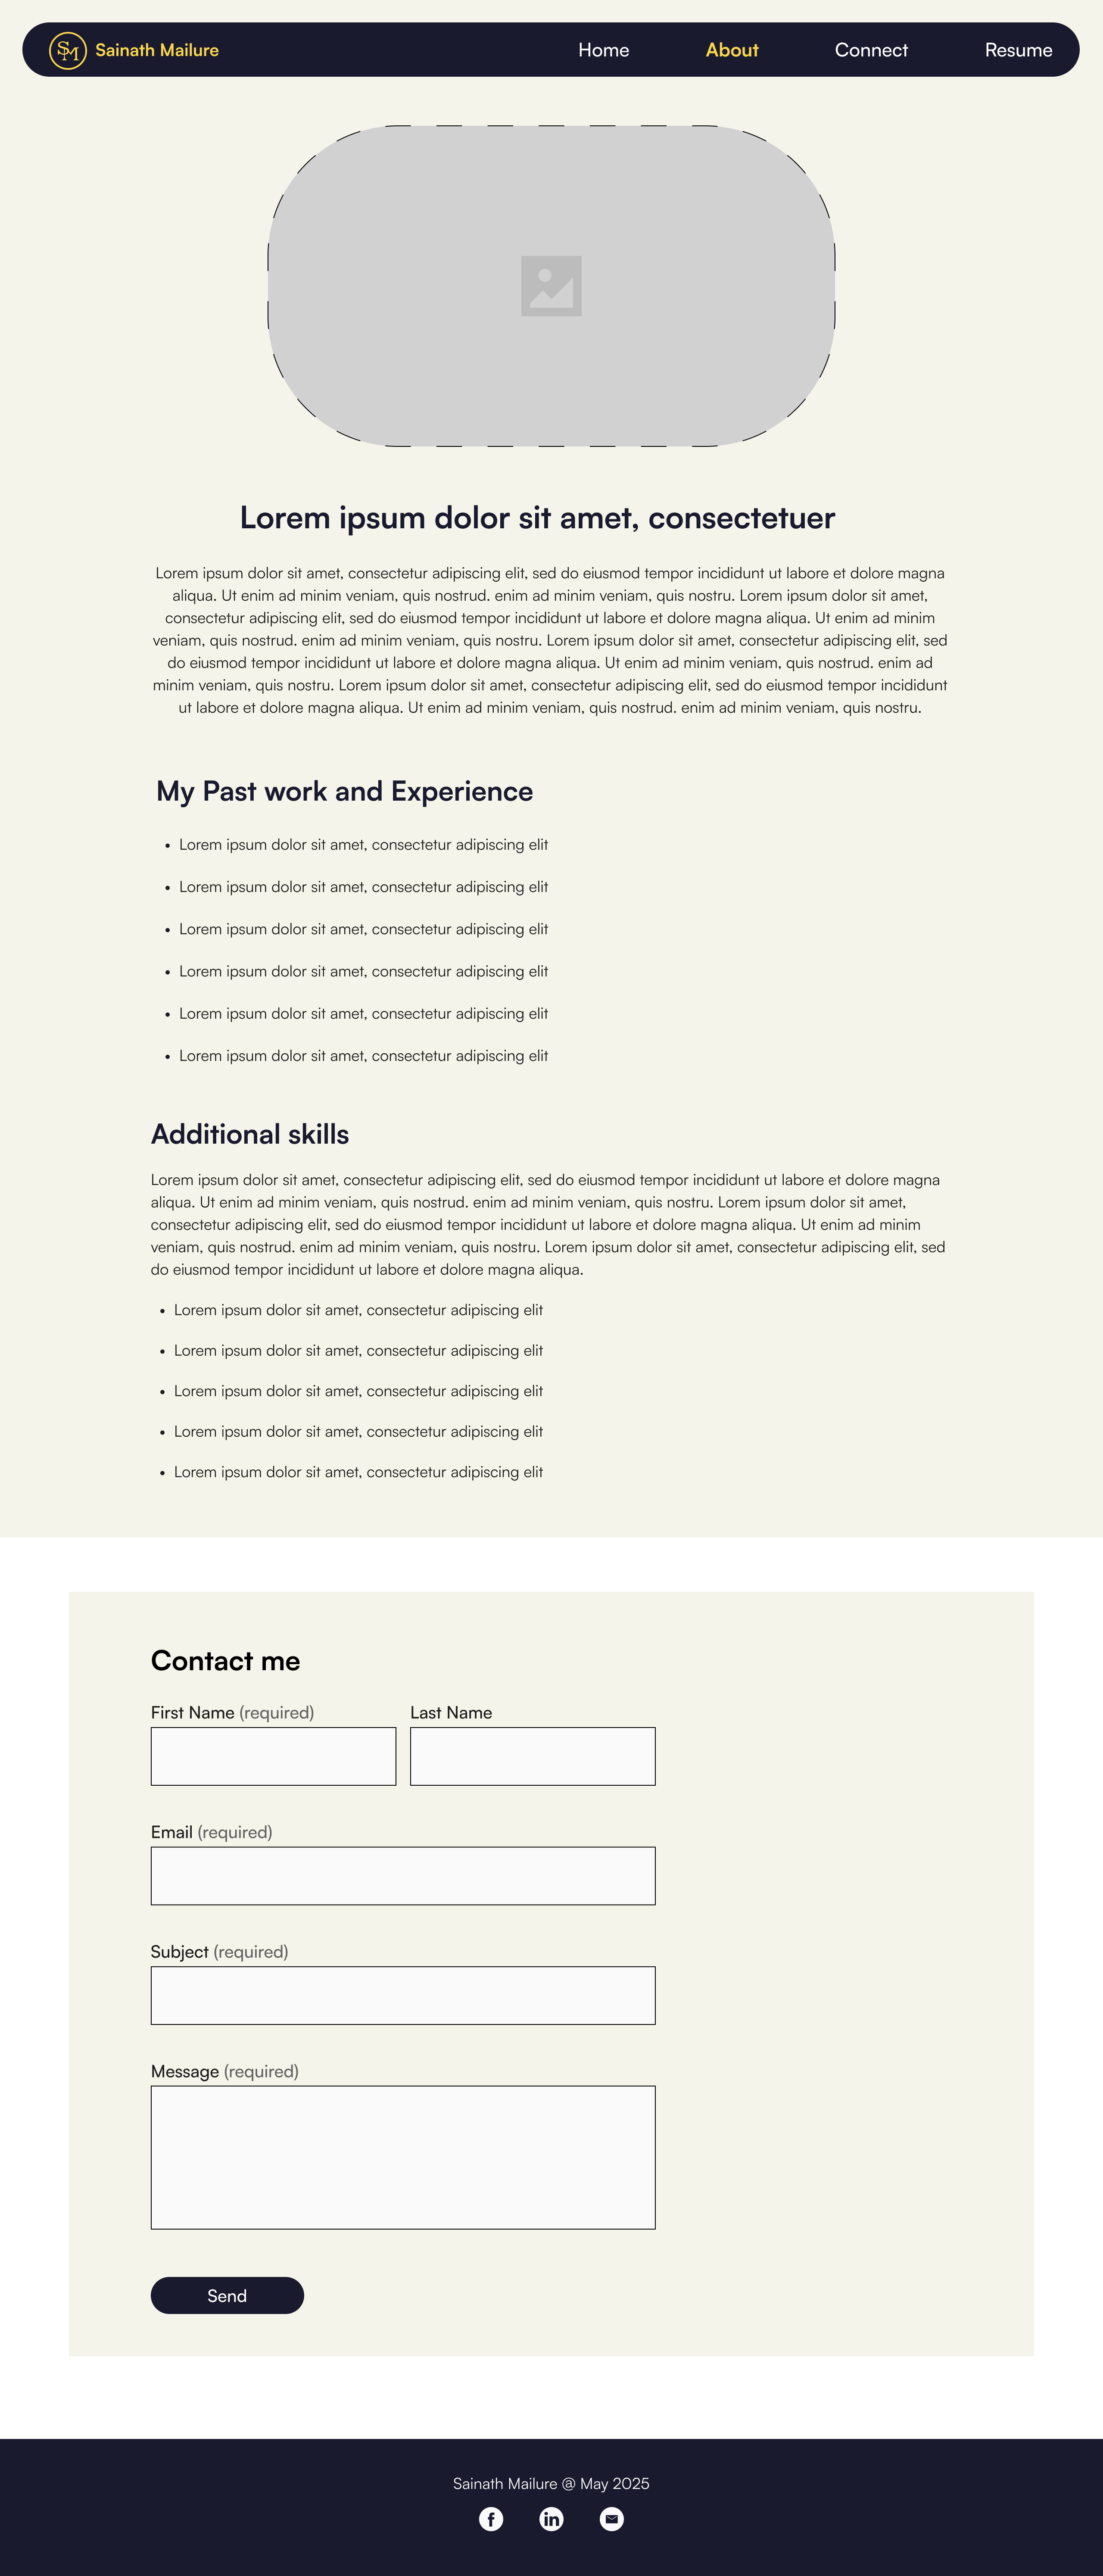 SM Sainath Mailure Home About Connect Resume
Lorem ipsum dolor sit amet, consectetuer
Lorem ipsum dolor sit amet, consectetur adipiscing elit, sed do eiusmod tempor incididunt ut labore et dolore magna
aliqua. Ut enim ad minim veniam, quis nostrud. enim ad minim veniam, quis nostru. Lorem ipsum dolor sit amet,
consectetur adipiscing elit, sed do eiusmod tempor incididunt ut labore et dolore magna aliqua. Ut enim ad minim
veniam, quis nostrud. enim ad minim veniam, quis nostru. Lorem ipsum dolor sit amet, consectetur adipiscing elit, sed
do eiusmod tempor incididunt ut labore et dolore magna aliqua. Ut enim ad minim veniam, quis nostrud. enim ad
minim veniam, quis nostru. Lorem ipsum dolor sit amet, consectetur adipiscing elit, sed do eiusmod tempor incididunt
ut labore et dolore magna aliqua. Ut enim ad minim veniam, quis nostrud. enim ad minim veniam, quis nostru.
My Past work and Experience
• Lorem ipsum dolor sit amet, consectetur adipiscing elit
• Lorem ipsum dolor sit amet, consectetur adipiscing elit
• Lorem ipsum dolor sit amet, consectetur adipiscing elit
• Lorem ipsum dolor sit amet, consectetur adipiscing elit
• Lorem ipsum dolor sit amet, consectetur adipiscing elit
• Lorem ipsum dolor sit amet, consectetur adipiscing elit
Additional skills
Lorem ipsum dolor sit amet, consectetur adipiscing elit, sed do eiusmod tempor incididunt ut labore et dolore magna
aliqua. Ut enim ad minim veniam, quis nostrud. enim ad minim veniam, quis nostru. Lorem ipsum dolor sit amet,
consectetur adipiscing elit, sed do eiusmod tempor incididunt ut labore et dolore magna aliqua. Ut enim ad minim
veniam, quis nostrud. enim ad minim veniam, quis nostru. Lorem ipsum dolor sit amet, consectetur adipiscing elit, sed
do eiusmod tempor incididunt ut labore et dolore magna aliqua.
• Lorem ipsum dolor sit amet, consectetur adipiscing elit
• Lorem ipsum dolor sit amet, consectetur adipiscing elit
• Lorem ipsum dolor sit amet, consectetur adipiscing elit
• Lorem ipsum dolor sit amet, consectetur adipiscing elit
• Lorem ipsum dolor sit amet, consectetur adipiscing elit
Contact me
First Name (required) Last Name
Email (required)
Subject (required)
Message (required)
Send
Sainath Mailure @ May 2025
f in